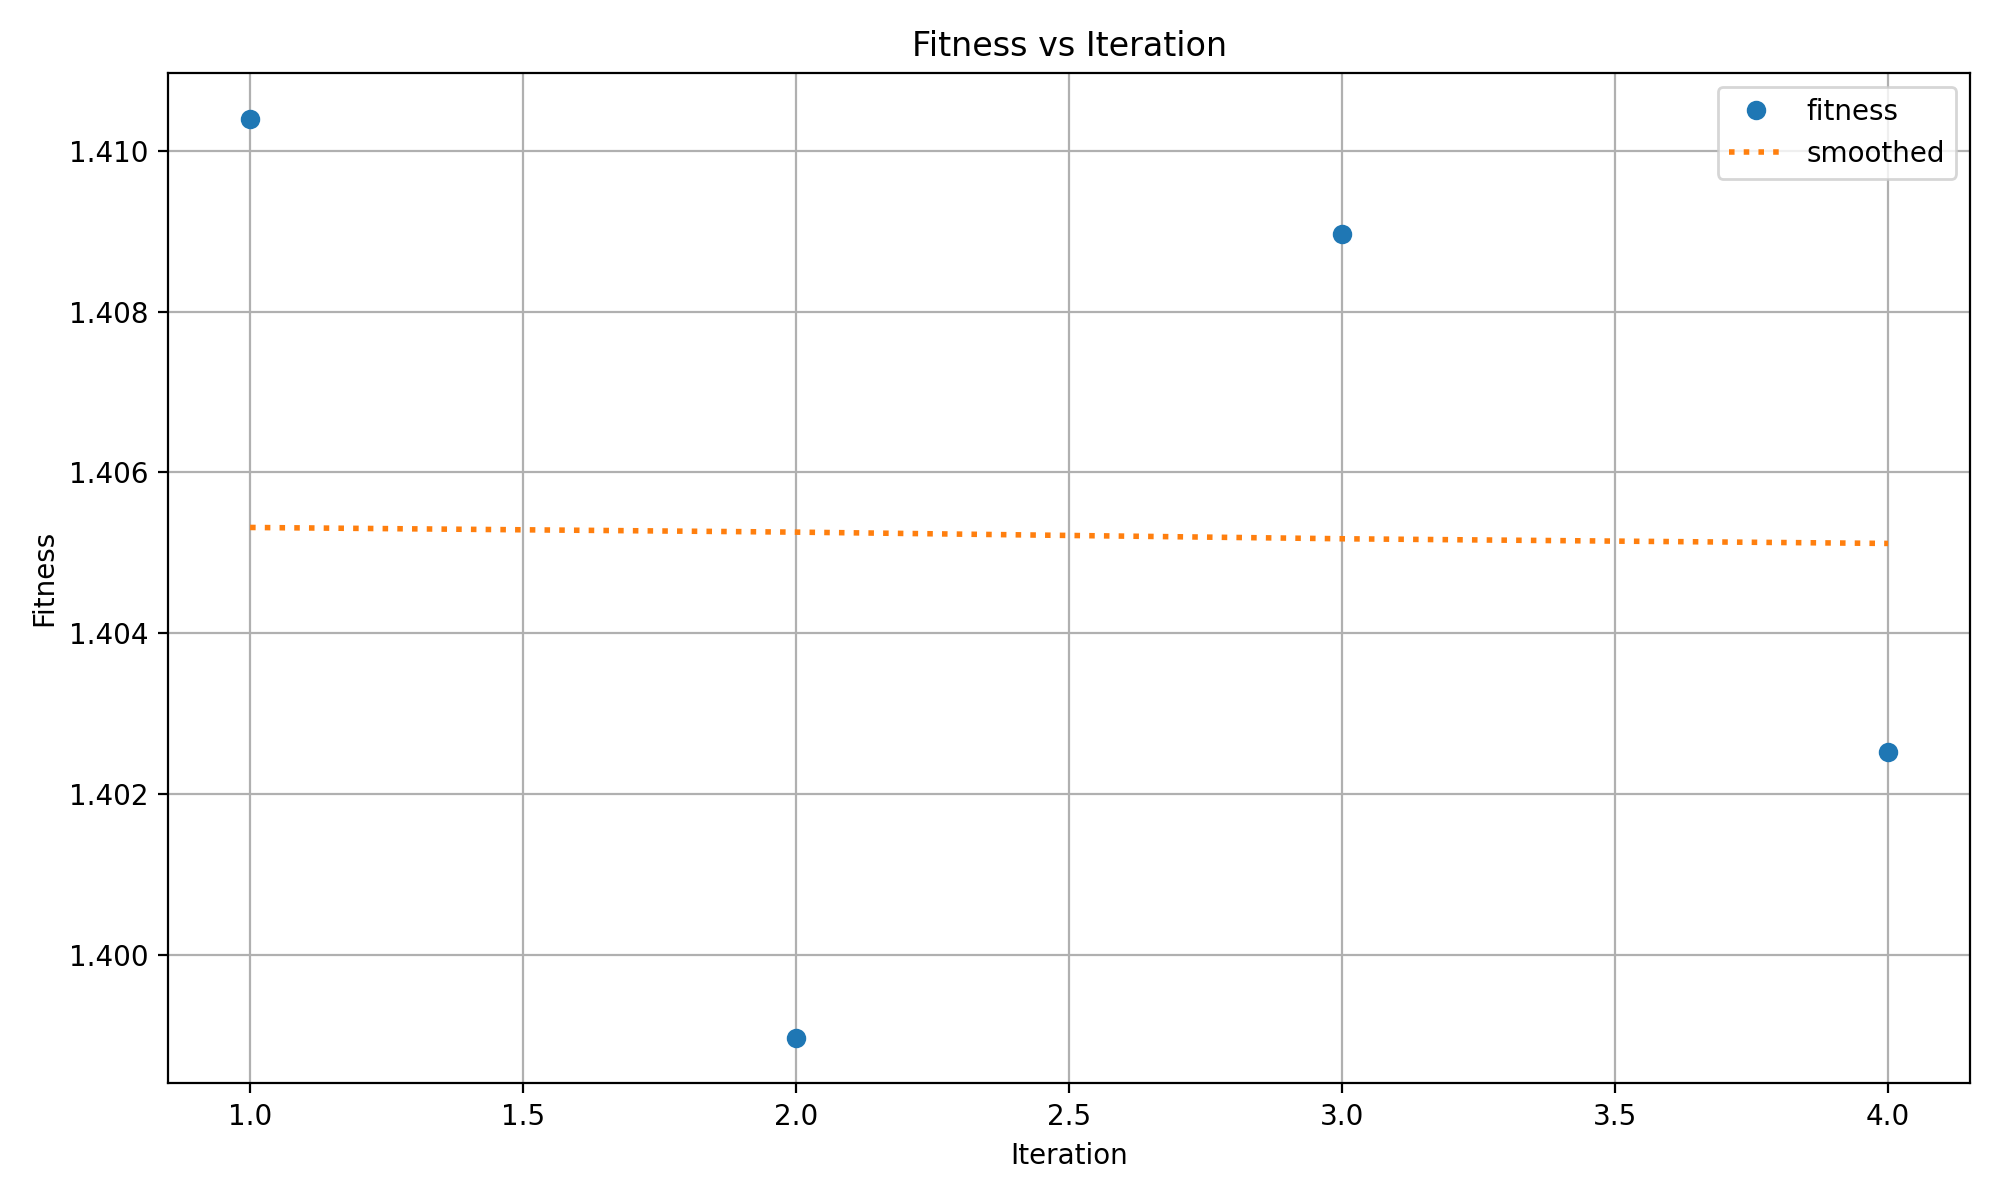 Fitness vs Iteration
fitness
smoothed
1.410
1.408
1.406
1.404
1.402
1.400
Fitness
1.0 1.5 2.0 2.5 3.0 3.5 4.0
Iteration